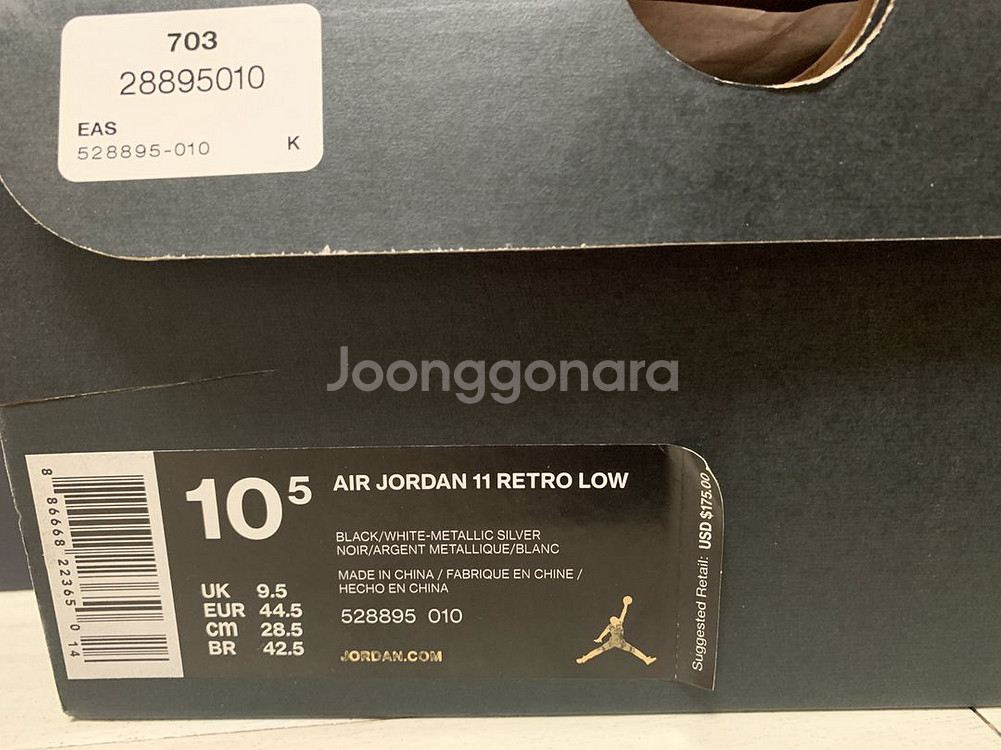 703
28895010
EAS
528895-010 K
Joonggonara
8 86668 22365 0 14
10 5
AIR JORDAN 11 RETRO LOW
BLACK/WHITE-METALLIC SILVER
NOIR/ARGENT METALLIQUE/BLANC
MADE IN CHINA / FABRIQUE EN CHINE /
HECHO EN CHINA
528895 010
UK 9.5
EUR 44.5
cm 28.5
BR 42.5
JORDAN.COM
Suggested Retail: USD $175.00